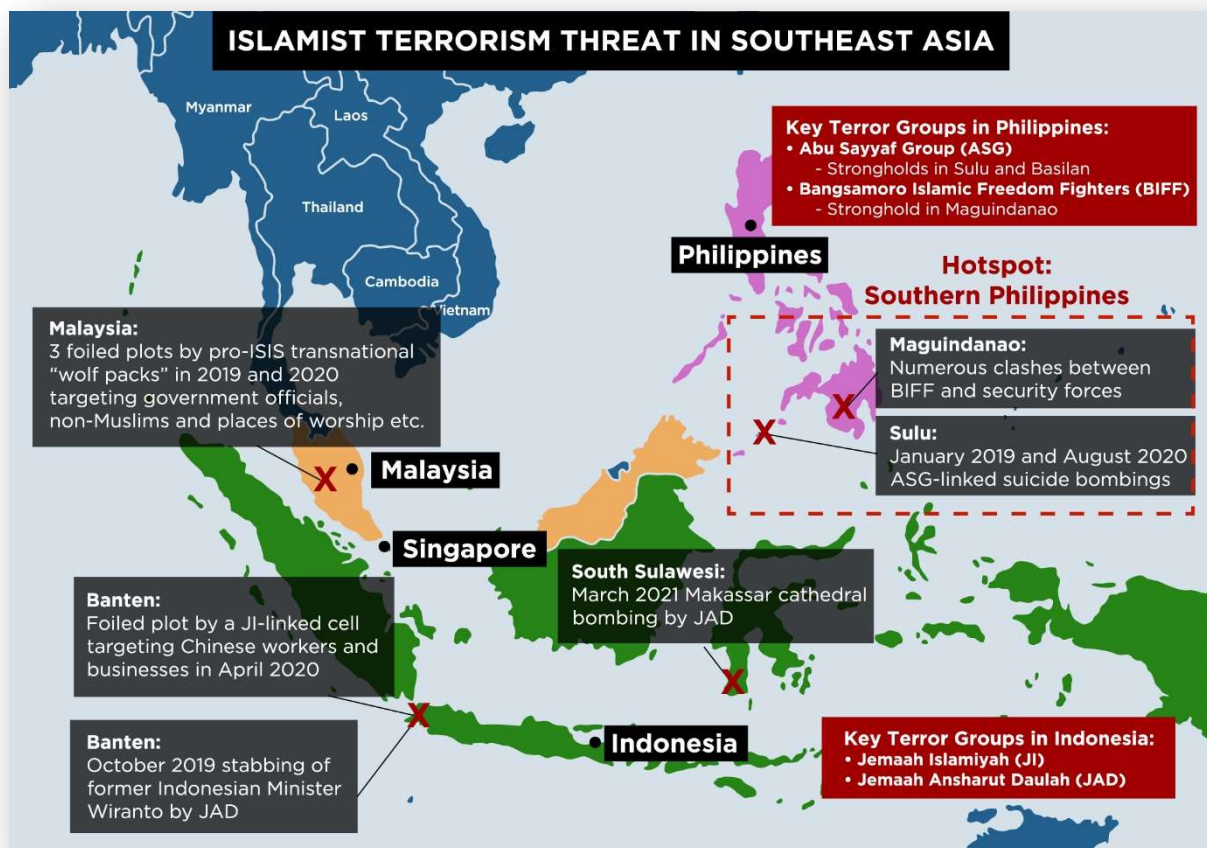 ISLAMIST TERRORISM THREAT IN SOUTHEAST ASIA
Myanmar
Laos
Thailand
Cambodia
Vietnam
Key Terror Groups in Philippines:
• Abu Sayyaf Group (ASG)
- Strongholds in Sulu and Basilan
• Bangsamoro Islamic Freedom Fighters (BIFF)
- Stronghold in Maguindanao
Philippines
Hotspot:
Southern Philippines
Malaysia:
3 foiled plots by pro-ISIS transnational
“wolf packs” in 2019 and 2020
targeting government officials,
non-Muslims and places of worship etc.
Maguindanao:
Numerous clashes between
BIFF and security forces
X
Sulu:
January 2019 and August 2020
ASG-linked suicide bombings
X
Malaysia
X
Singapore
Banten:
Foiled plot by a JI-linked cell
targeting Chinese workers and
businesses in April 2020
South Sulawesi:
March 2021 Makassar cathedral
bombing by JAD
X
X
Banten:
October 2019 stabbing of
former Indonesian Minister
Wiranto by JAD
Indonesia
Key Terror Groups in Indonesia:
• Jemaah Islamiyah (JI)
• Jemaah Ansharut Daulah (JAD)